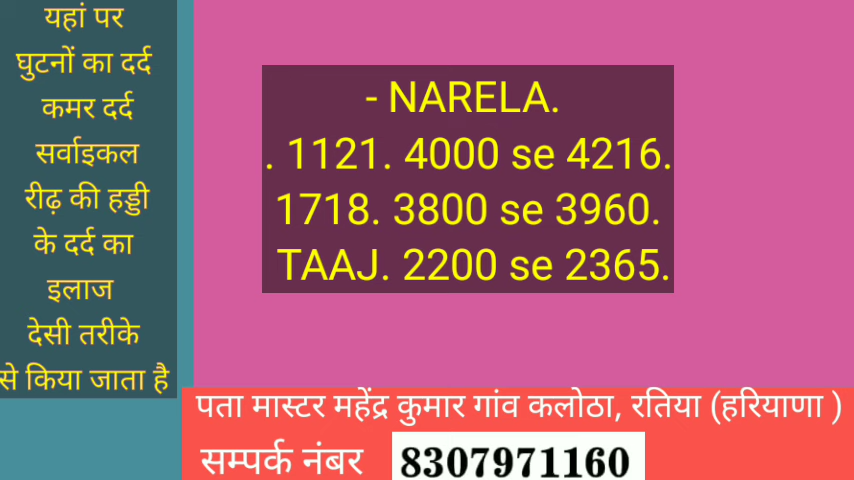 यहां पर
घुटनों का दर्द
कमर दर्द
सर्वाइकल
रीढ़ की हड्डी
के दर्द का
इलाज
देसी तरीके
से किया जाता है
- NARELA.
. 1121. 4000 se 4216.
1718. 3800 se 3960.
TAAJ. 2200 se 2365.
पता मास्टर महेंद्र कुमार गांव कलोठा, रतिया (हरियाणा )
सम्पर्क नंबर 8307971160